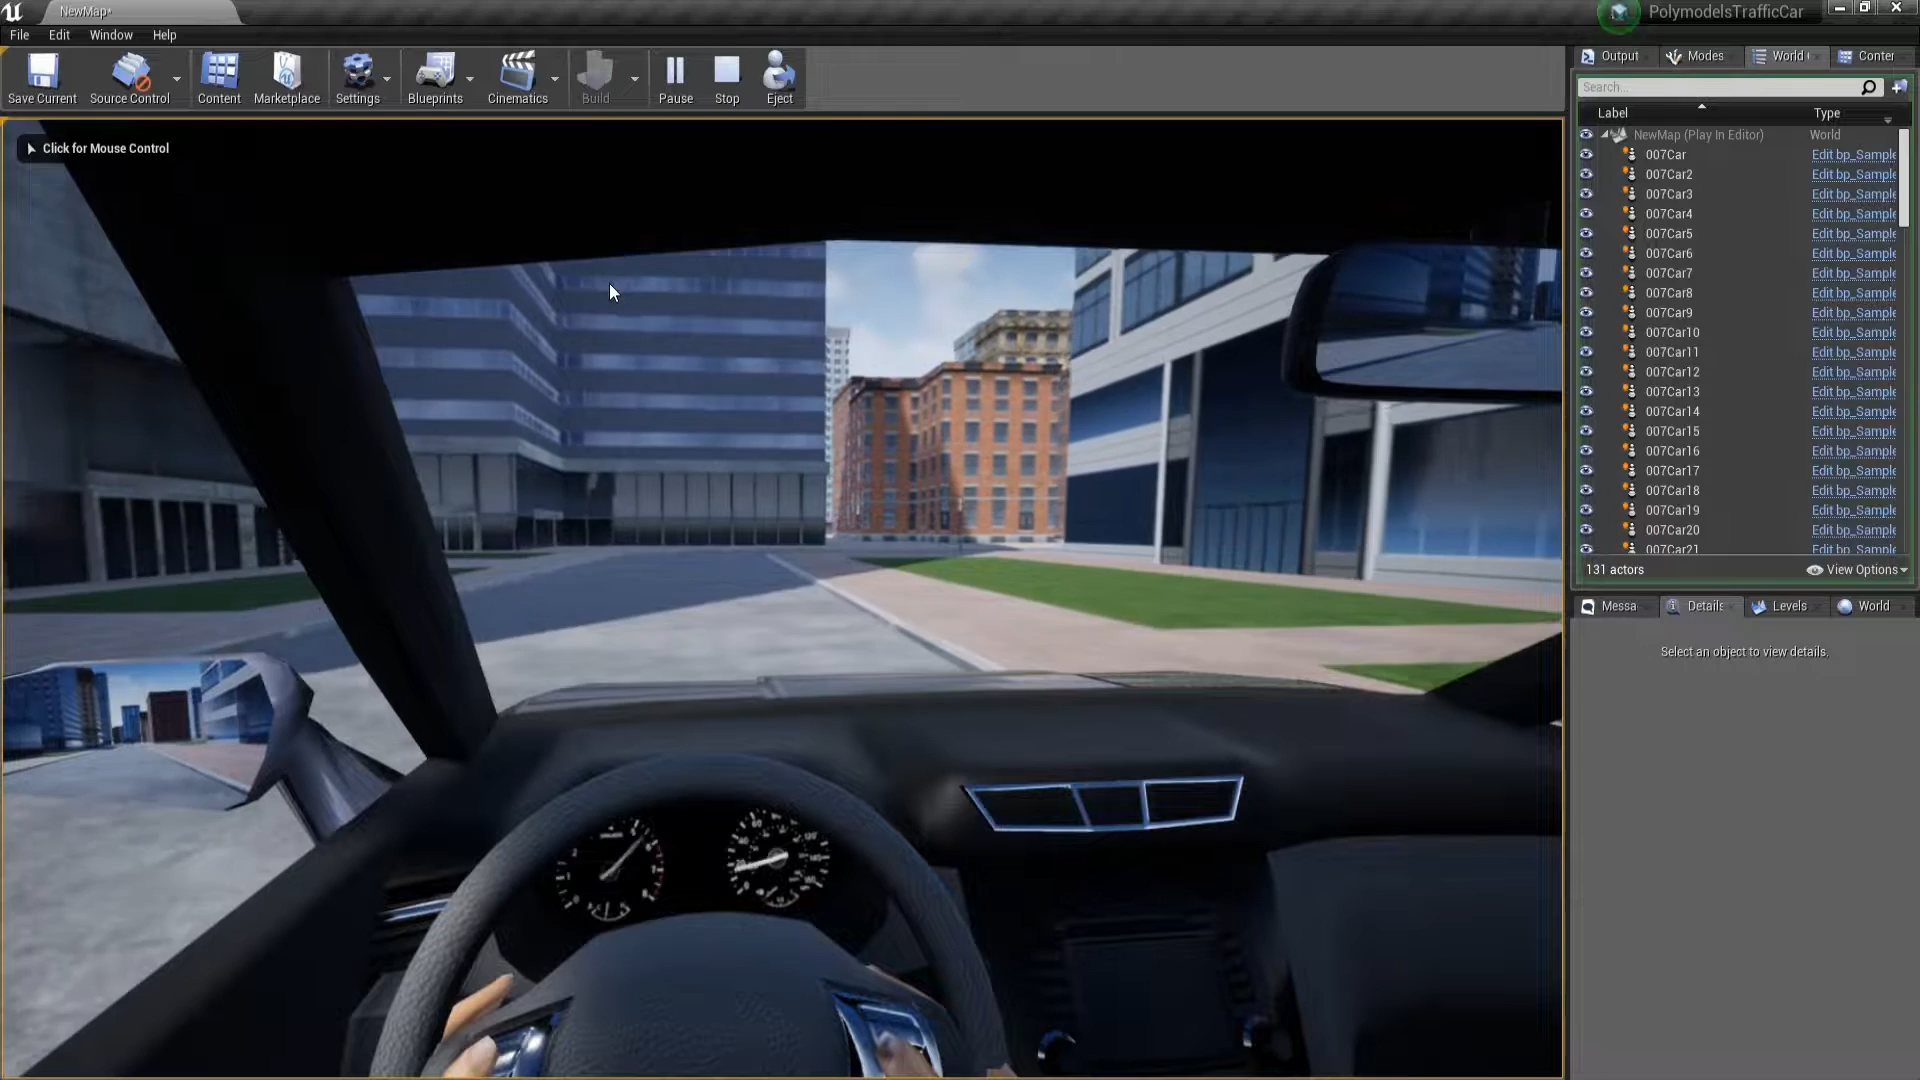 NewMap*
PolymodelsTrafficCar
File Edit Window Help
Save Current Source Control Content Marketplace Settings Blueprints Cinematics Build Pause Stop Eject
Output Modes World Conter
Search...
Label Type
Click for Mouse Control
NewMap (Play In Editor) World
007Car Edit bp_Sample
007Car2 Edit bp_Sample
007Car3 Edit bp_Sample
007Car4 Edit bp_Sample
007Car5 Edit bp_Sample
007Car6 Edit bp_Sample
007Car7 Edit bp_Sample
007Car8 Edit bp_Sample
007Car9 Edit bp_Sample
007Car10 Edit bp_Sample
007Car11 Edit bp_Sample
007Car12 Edit bp_Sample
007Car13 Edit bp_Sample
007Car14 Edit bp_Sample
007Car15 Edit bp_Sample
007Car16 Edit bp_Sample
007Car17 Edit bp_Sample
007Car18 Edit bp_Sample
007Car19 Edit bp_Sample
007Car20 Edit bp_Sample
007Car21 Edit bp_Sample
131 actors View Options
Messa Details Levels World
Select an object to view details.